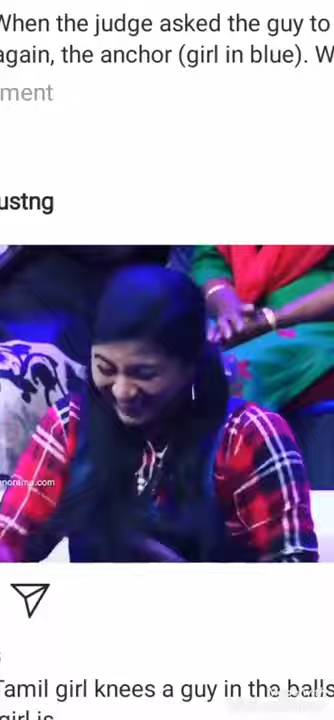 When the judge asked the guy to
again, the anchor (girl in blue). W
ment
ustng
norama.com
Tamil girl knees a guy in the balls
girl is